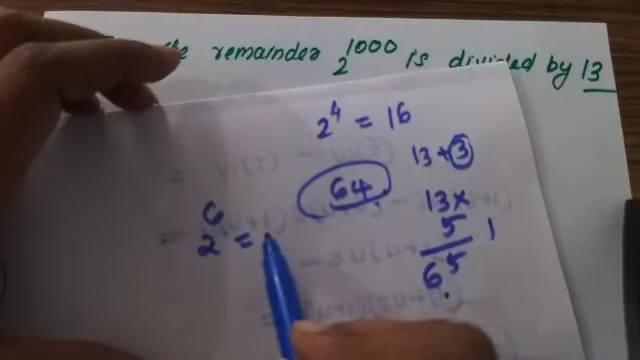 the remainder 2^1000 is divided by 13
2^4 = 16
13 + 3
64
13 x
5 1
65
2^6 =